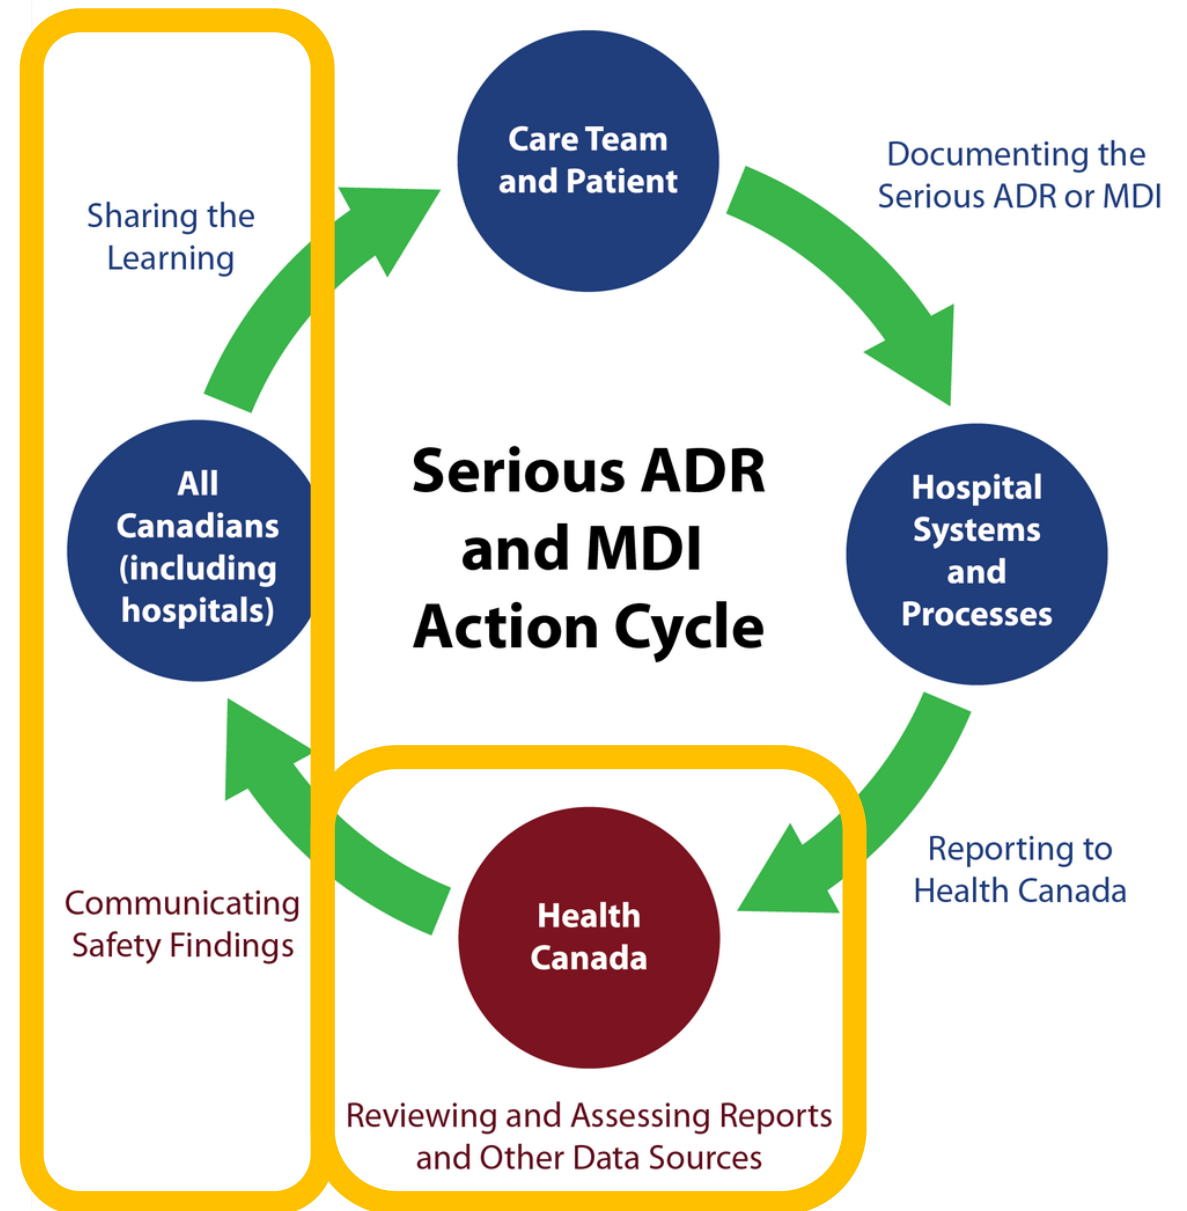 Care Team
and Patient
Documenting the
Serious ADR or MDI
Sharing the
Learning
All
Canadians
(including
hospitals)
Serious ADR
and MDI
Action Cycle
Hospital
Systems
and
Processes
Reporting to
Health Canada
Communicating
Safety Findings
Health
Canada
Reviewing and Assessing Reports
and Other Data Sources